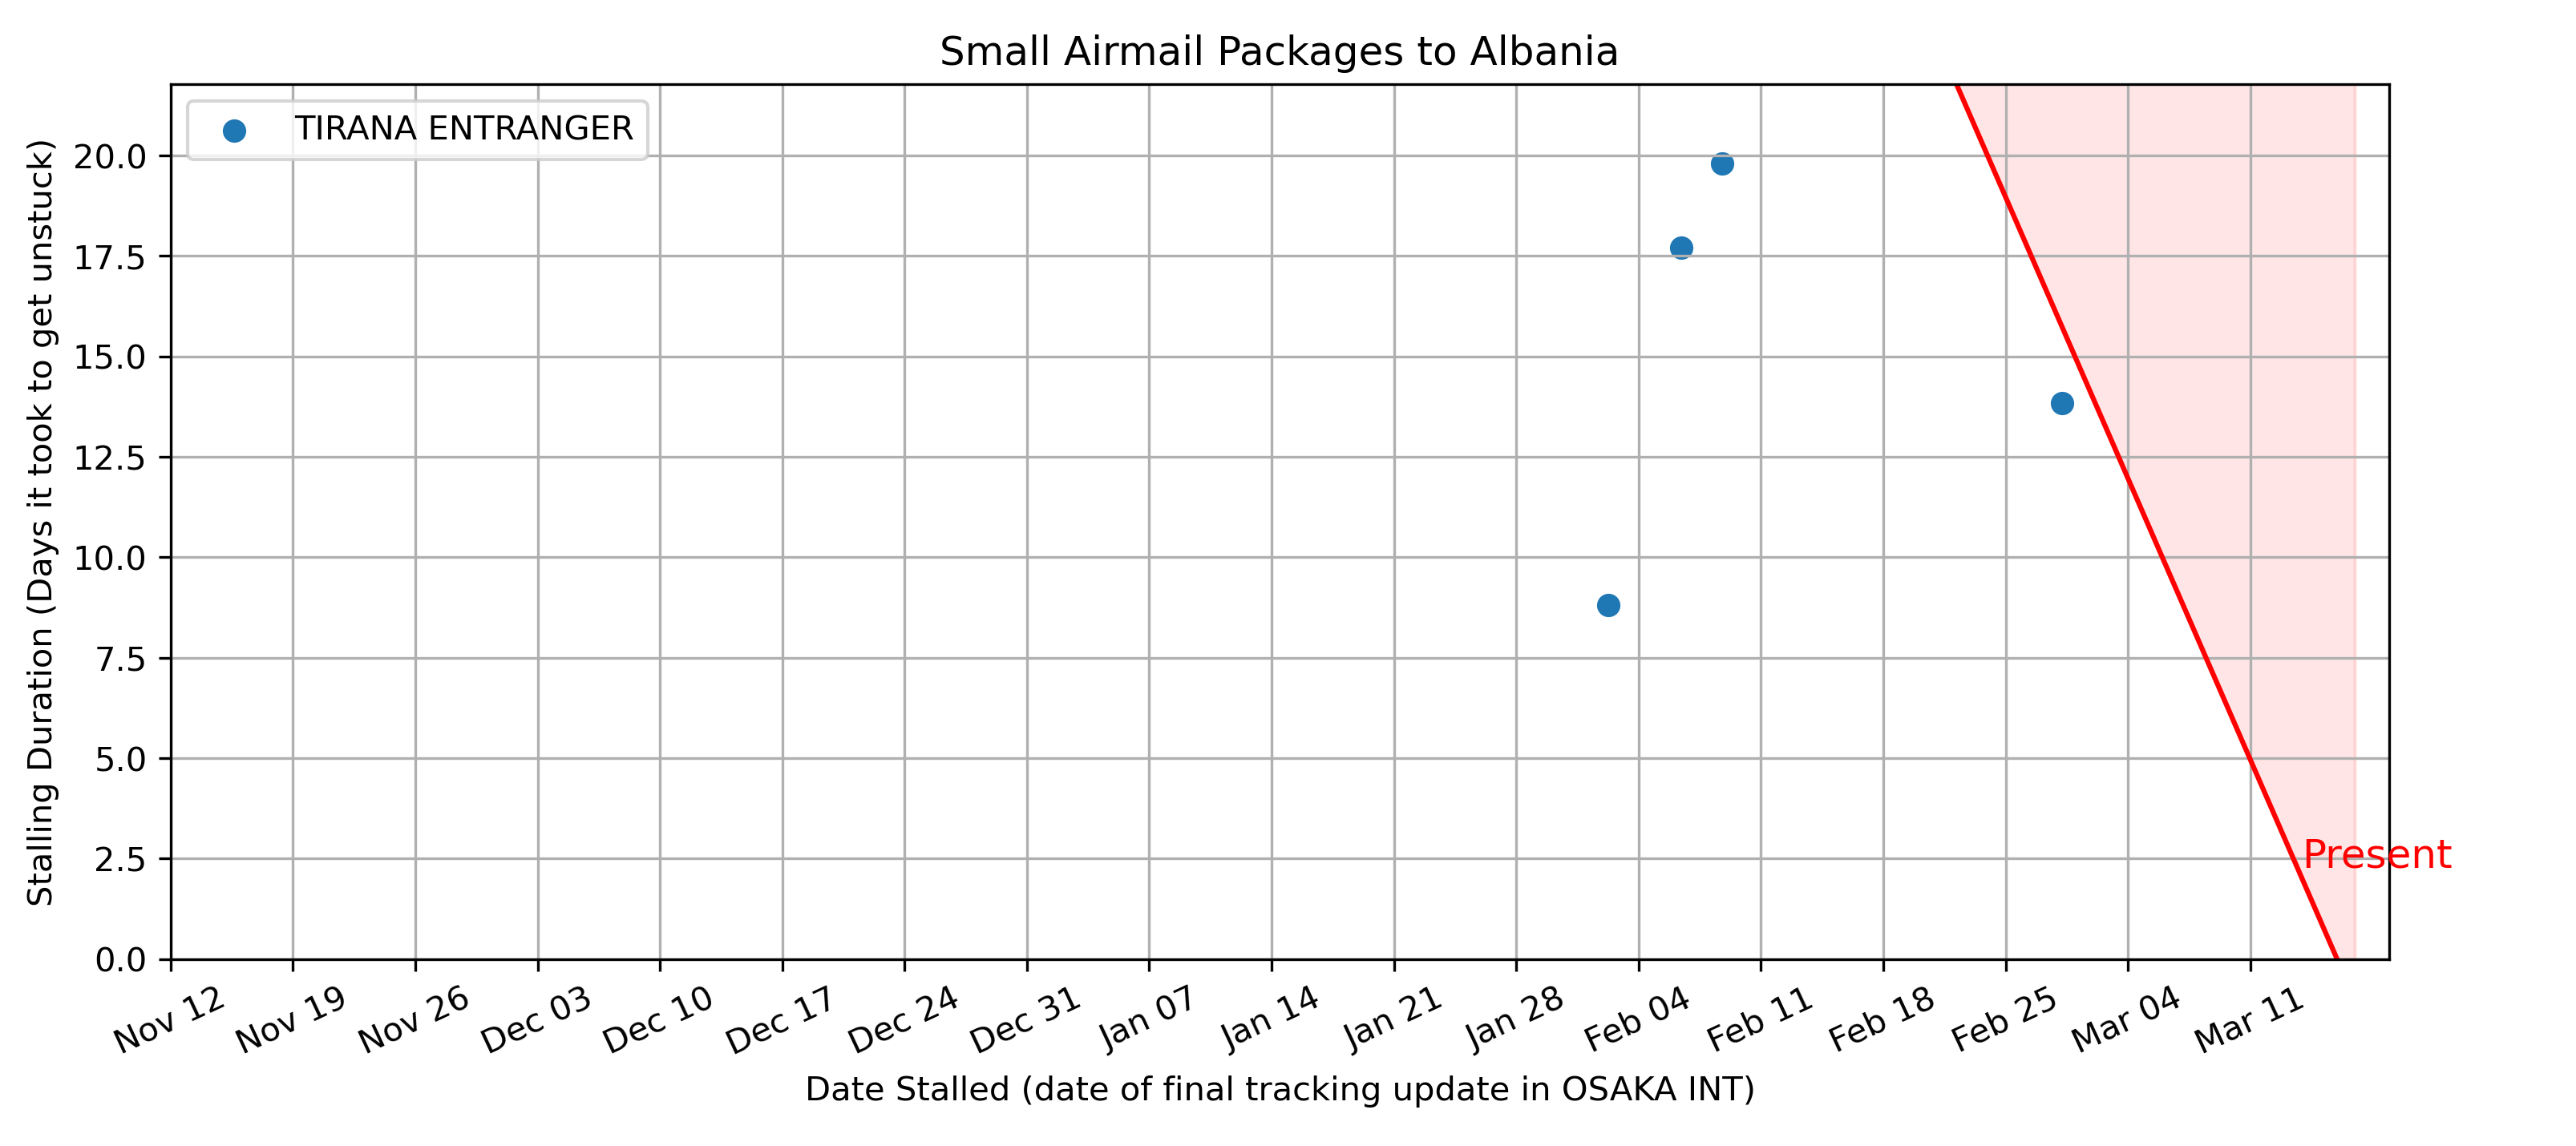 Small Airmail Packages to Albania
TIRANA ENTRANGER
Stalling Duration (Days it took to get unstuck)
20.0
17.5
15.0
12.5
10.0
7.5
5.0
2.5
0.0
Present
Nov 12
Nov 19
Nov 26
Dec 03
Dec 10
Dec 17
Dec 24
Dec 31
Jan 07
Jan 14
Jan 21
Jan 28
Feb 04
Feb 11
Feb 18
Feb 25
Mar 04
Mar 11
Date Stalled (date of final tracking update in OSAKA INT)